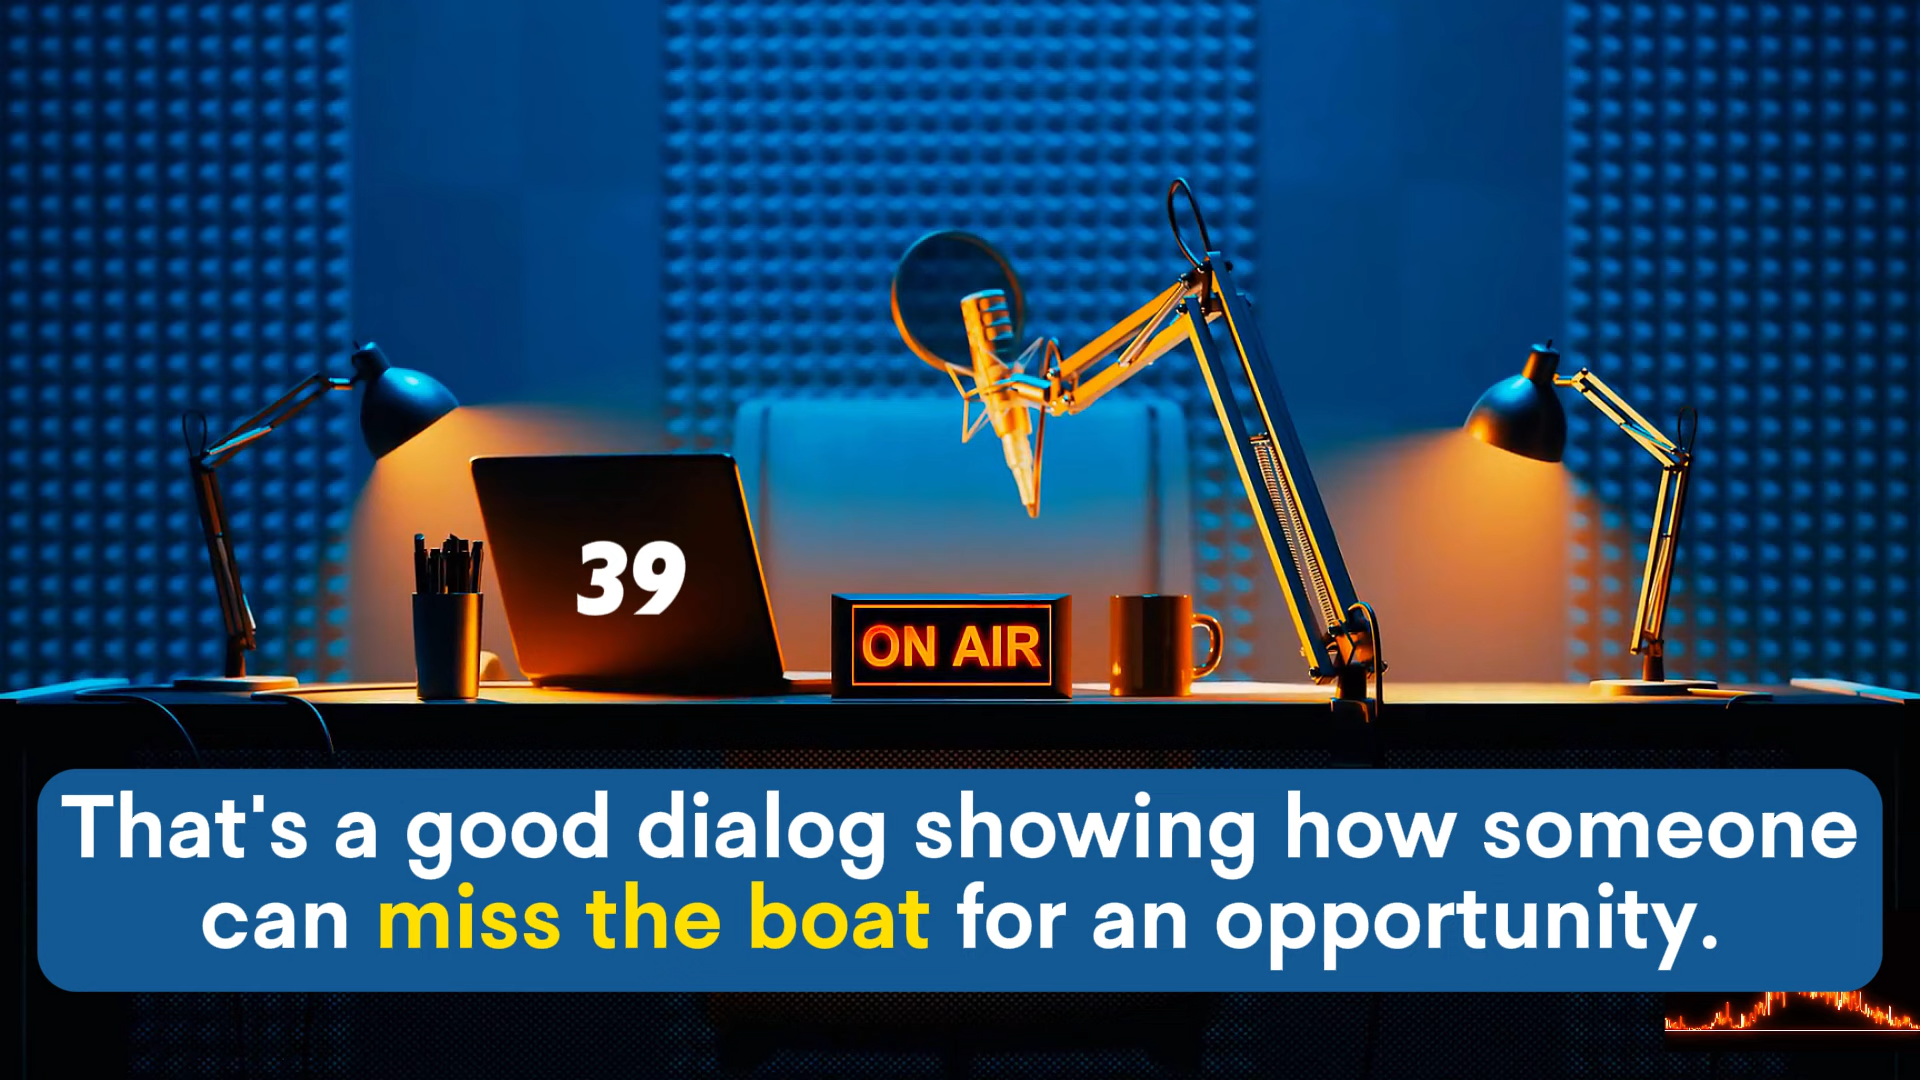 39
ON AIR
That's a good dialog showing how someone
can miss the boat for an opportunity.